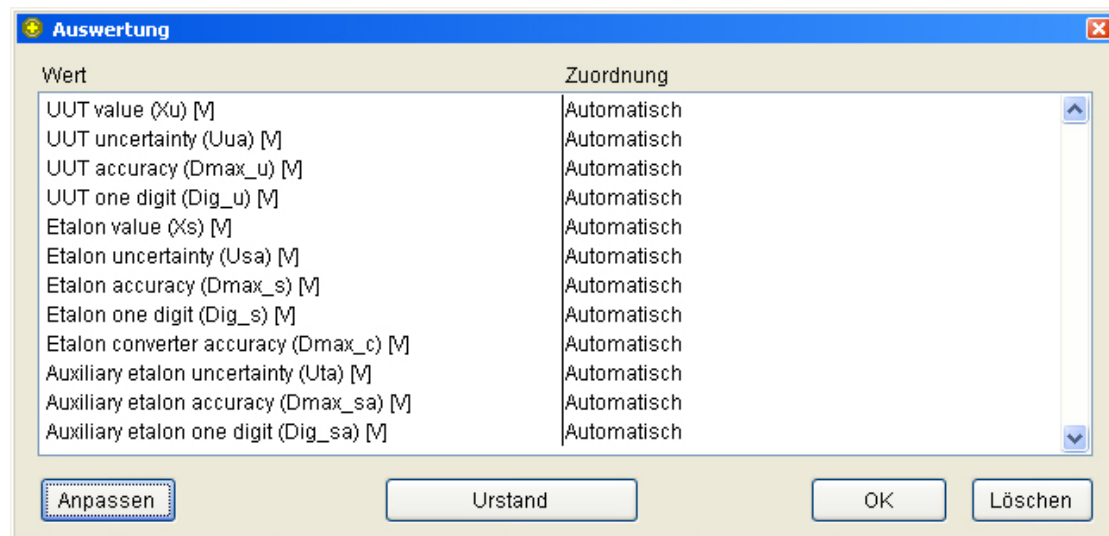 Auswertung
Wert Zuordnung
UUT value (Xu) [V] Automatisch
UUT uncertainty (Uua) [V] Automatisch
UUT accuracy (Dmax_u) [V] Automatisch
UUT one digit (Dig_u) [V] Automatisch
Etalon value (Xs) [V] Automatisch
Etalon uncertainty (Usa) [V] Automatisch
Etalon accuracy (Dmax_s) [V] Automatisch
Etalon one digit (Dig_s) [V] Automatisch
Etalon converter accuracy (Dmax_c) [V] Automatisch
Auxiliary etalon uncertainty (Uta) [V] Automatisch
Auxiliary etalon accuracy (Dmax_sa) [V] Automatisch
Auxiliary etalon one digit (Dig_sa) [V] Automatisch
Anpassen Urstand OK Löschen